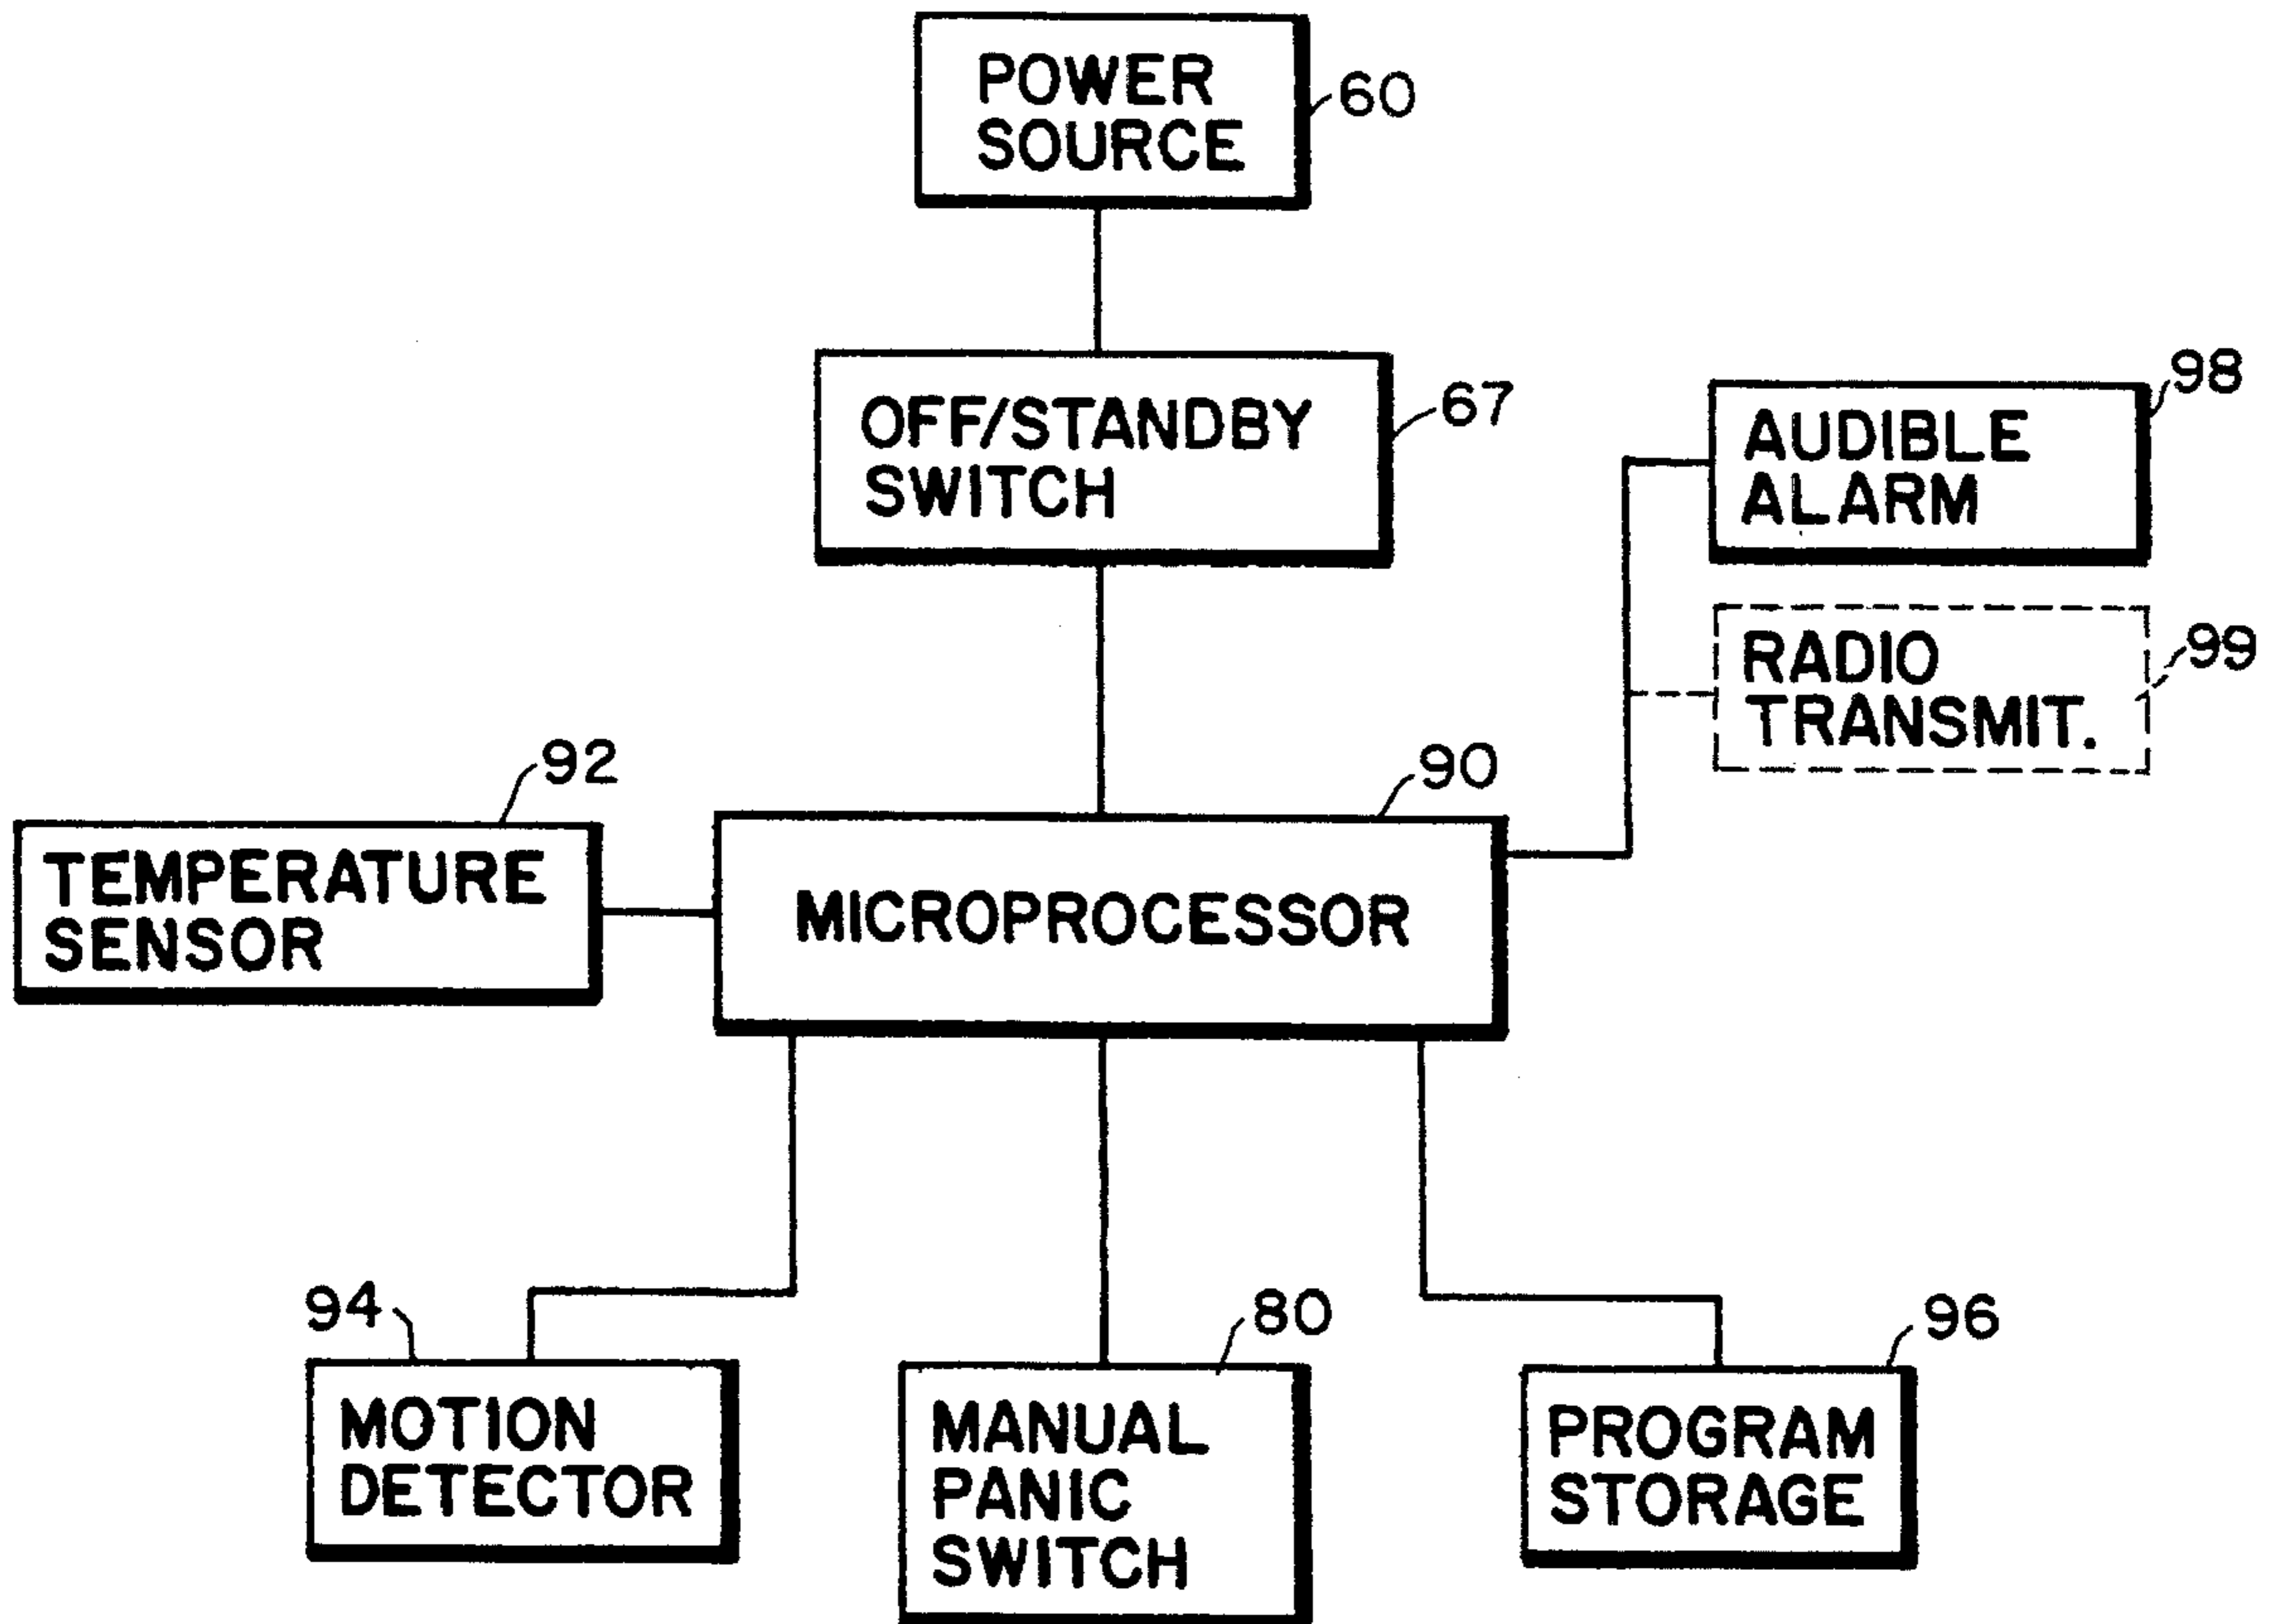 POWER
SOURCE
60
OFF/STANDBY
SWITCH
67
AUDIBLE
ALARM
98
RADIO
TRANSMIT.
99
TEMPERATURE
SENSOR
92
MICROPROCESSOR
90
MOTION
DETECTOR
94
MANUAL
PANIC
SWITCH
80
PROGRAM
STORAGE
96